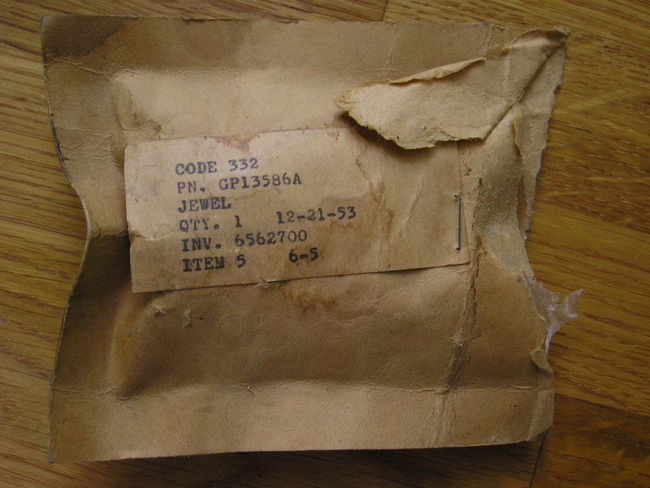 CODE 332
PN. GP13586A
JEWEL
QTY. 1 12-21-53
INV. 6562700
ITEM 5 6-5